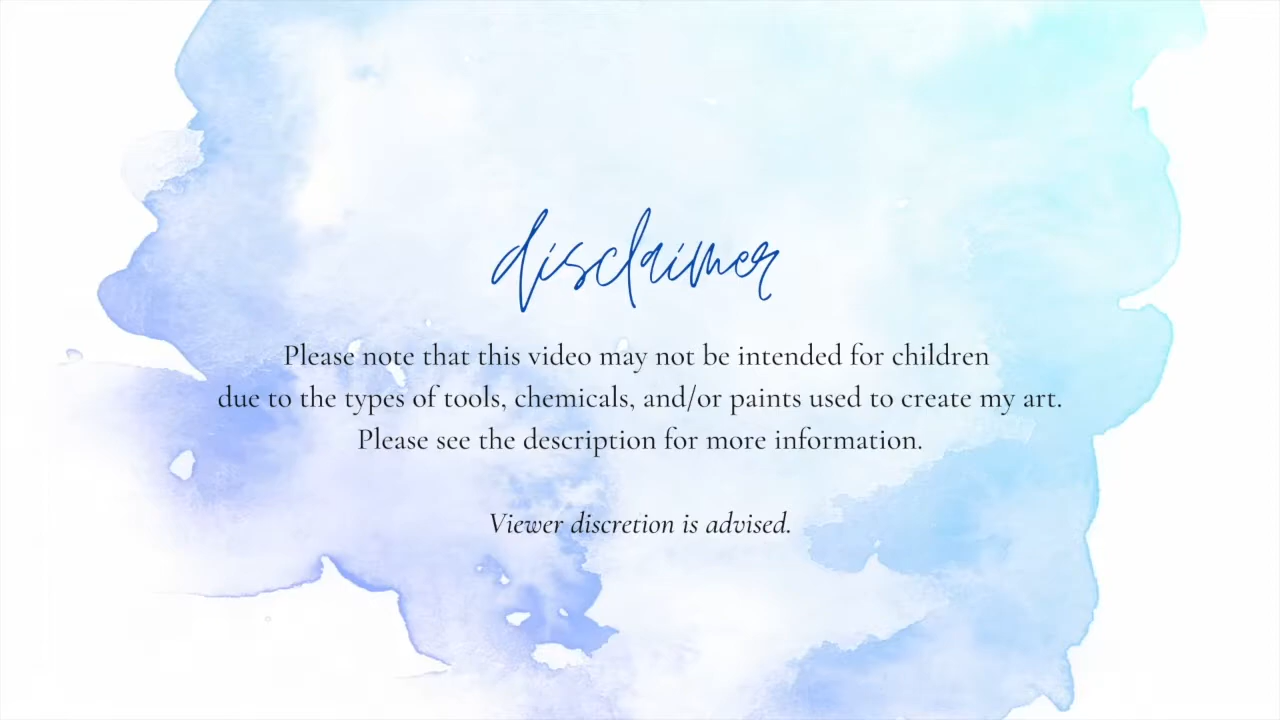 disclaimer
Please note that this video may not be intended for children
due to the types of tools, chemicals, and/or paints used to create my art.
Please see the description for more information.
Viewer discretion is advised.